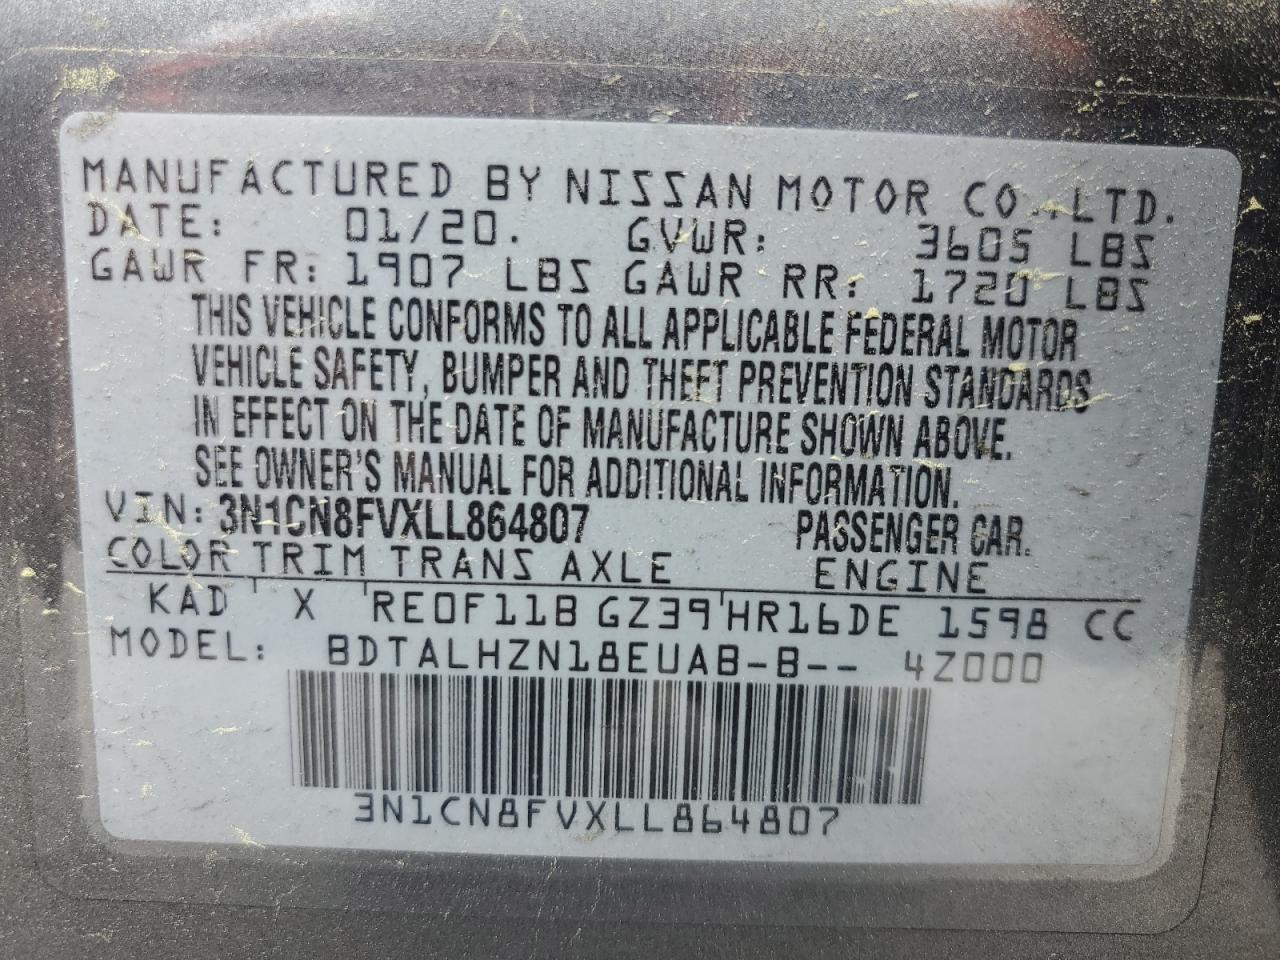 MANUFACTURED BY NISSAN MOTOR CO.,LTD.
DATE: 01/20. GVWR: 3605 LBS
GAWR FR: 1907 LBS GAWR RR: 1720 LBS
THIS VEHICLE CONFORMS TO ALL APPLICABLE FEDERAL MOTOR
VEHICLE SAFETY, BUMPER AND THEFT PREVENTION STANDARDS
IN EFFECT ON THE DATE OF MANUFACTURE SHOWN ABOVE.
SEE OWNER'S MANUAL FOR ADDITIONAL INFORMATION.
VIN: 3N1CN8FVXLL864807 PASSENGER CAR.
COLOR TRIM TRANS AXLE ENGINE
KAD X RE0F11B GZ39 HR16DE 1598 CC
MODEL: BDTALHZN18EUAB-B-- 4Z000
3N1CN8FVXLL864807